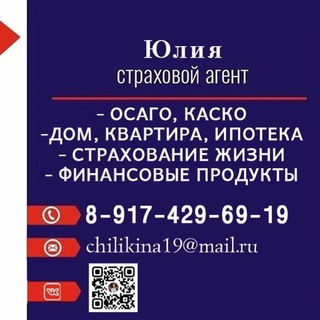 Юлия
страховой агент
– ОСАГО, КАСКО
–ДОМ, КВАРТИРА, ИПОТЕКА
– СТРАХОВАНИЕ ЖИЗНИ
– ФИНАНСОВЫЕ ПРОДУКТЫ
8-917-429-69-19
chilikina19@mail.ru